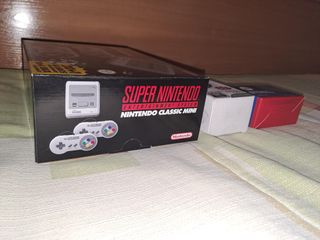 SUPER NINTENDO
ENTERTAINMENT SYSTEM
NINTENDO CLASSIC MINI
Nintendo